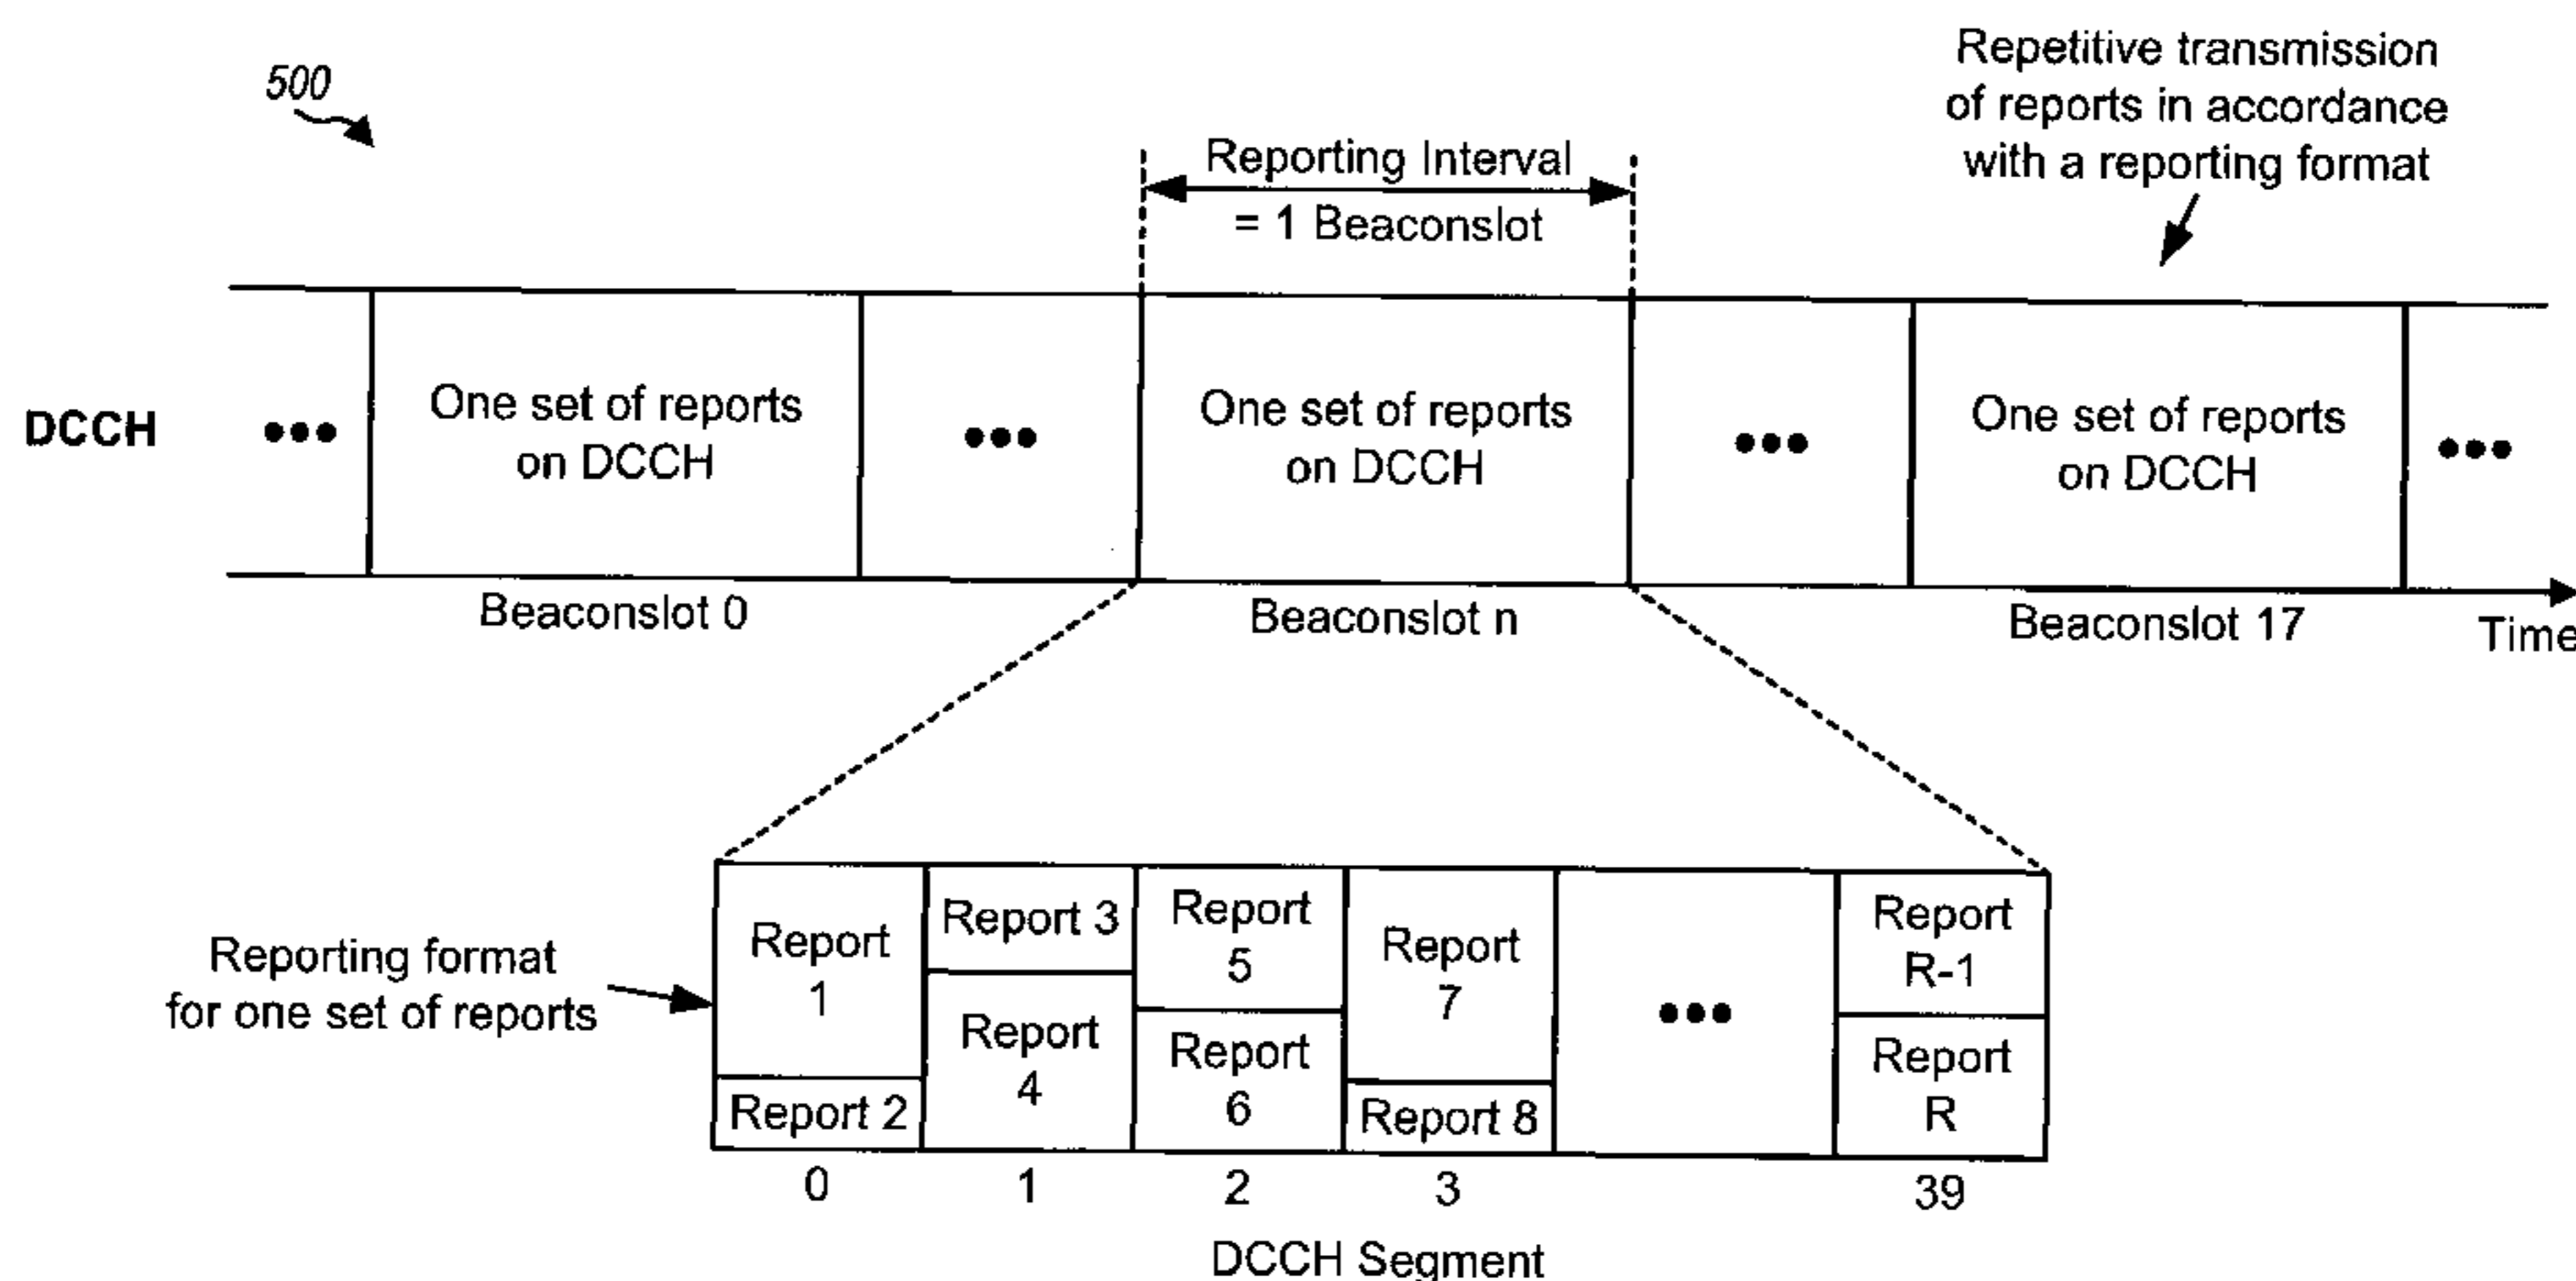 500
Repetitive transmission
of reports in accordance
with a reporting format
Reporting Interval
= 1 Beaconslot
DCCH
One set of reports
on DCCH
One set of reports
on DCCH
One set of reports
on DCCH
Beaconslot 0
Beaconslot n
Beaconslot 17
Time
Reporting format
for one set of reports
Report
1
Report 2
Report 3
Report
4
Report
5
Report
6
Report
7
Report 8
Report
R-1
Report
R
0
1
2
3
39
DCCH Segment